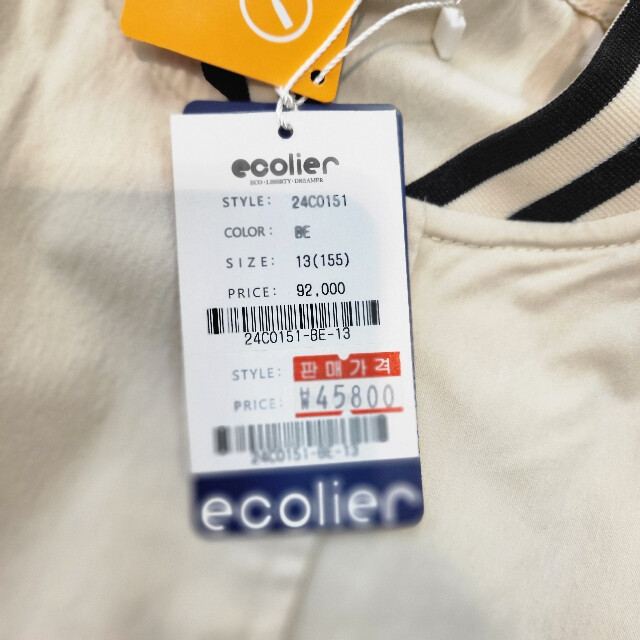 ecolier
ECO · LIBERTY · DREAMER
STYLE: 24C0151
COLOR: BE
SIZE: 13(155)
PRICE: 92,000
24C0151-BE-13
STYLE: 판매가격
PRICE: ₩45800
24C0151-BE-13
ecolier